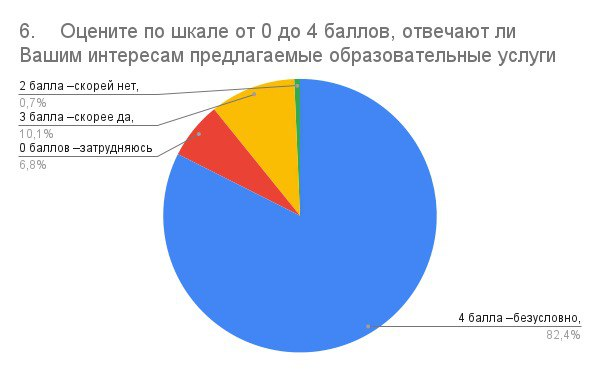 6. Оцените по шкале от 0 до 4 баллов, отвечают ли
Вашим интересам предлагаемые образовательные услуги
2 балла –скорей нет,
0,7%
3 балла –скорее да,
10,1%
0 баллов –затрудняюсь
6,8%
4 балла –безусловно,
82,4%